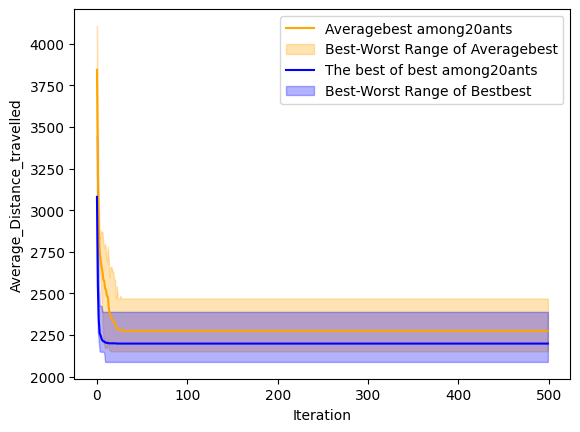 Averagebest among20ants
Best-Worst Range of Averagebest
The best of best among20ants
Best-Worst Range of Bestbest
Average_Distance_travelled
4000
3750
3500
3250
3000
2750
2500
2250
2000
0 100 200 300 400 500
Iteration